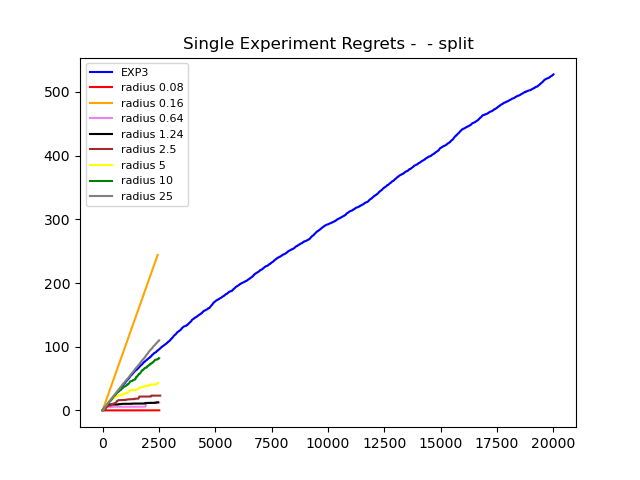 Single Experiment Regrets -  - split
EXP3
radius 0.08
radius 0.16
radius 0.64
radius 1.24
radius 2.5
radius 5
radius 10
radius 25
500
400
300
200
100
0
0 2500 5000 7500 10000 12500 15000 17500 20000